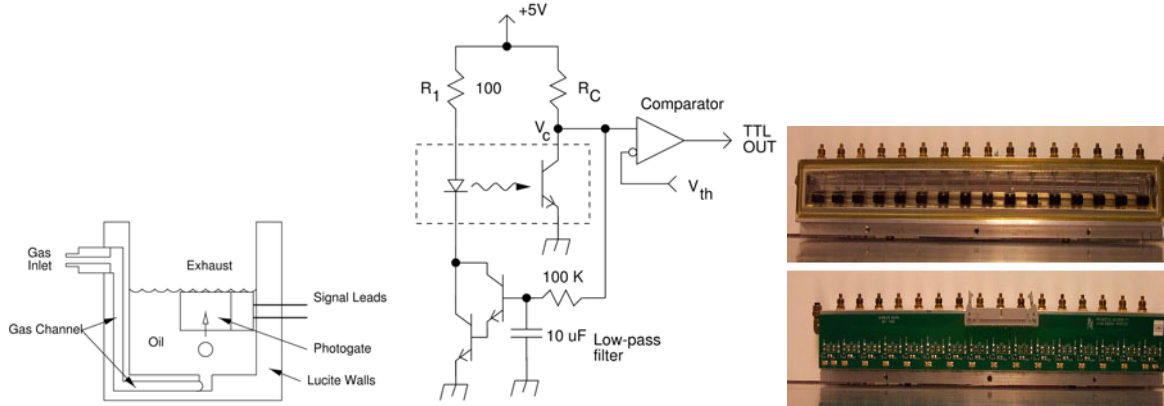 Gas
Inlet
Exhaust
Signal Leads
Gas Channel
Oil
Photogate
Lucite Walls
+5V
R1
100
RC
Comparator
Vc
TTL
OUT
Vth
100 K
10 uF
Low-pass
filter